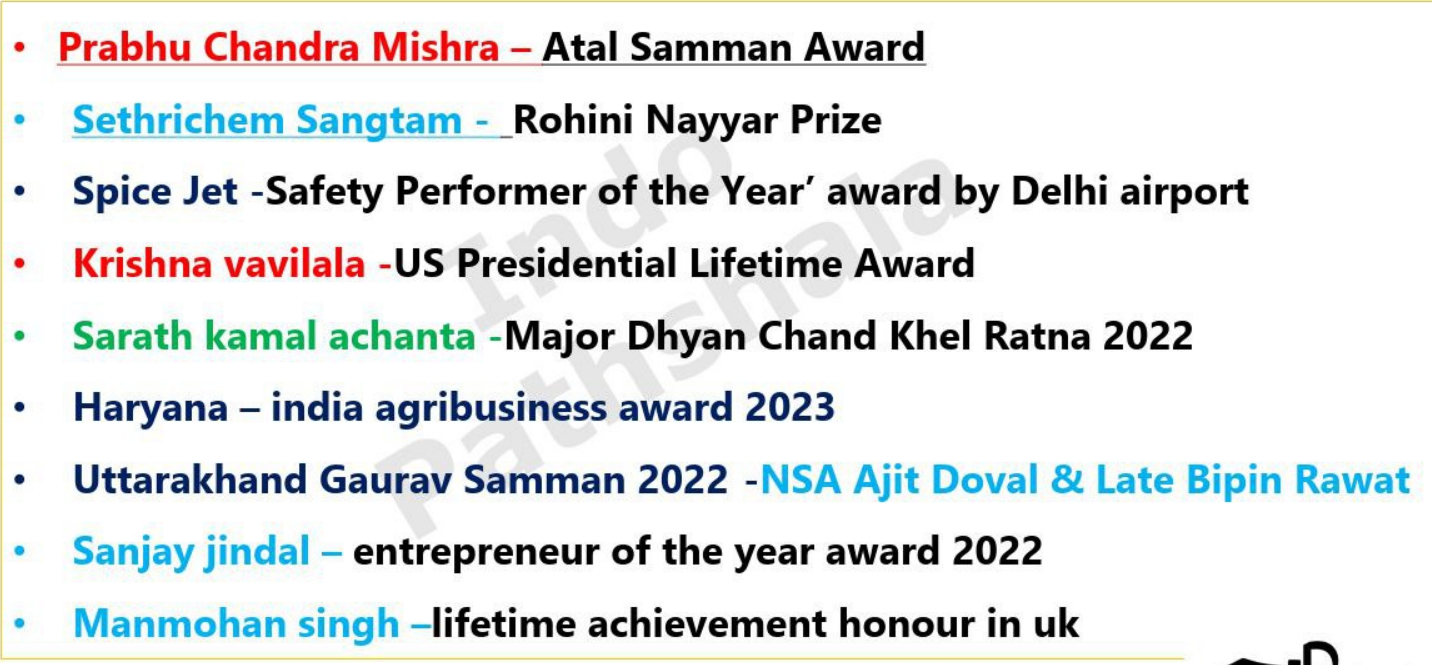 • Prabhu Chandra Mishra – Atal Samman Award
• Sethrichem Sangtam - _Rohini Nayyar Prize
• Spice Jet -Safety Performer of the Year’ award by Delhi airport
• Krishna vavilala -US Presidential Lifetime Award
• Sarath kamal achanta -Major Dhyan Chand Khel Ratna 2022
• Haryana – india agribusiness award 2023
• Uttarakhand Gaurav Samman 2022 -NSA Ajit Doval & Late Bipin Rawat
• Sanjay jindal – entrepreneur of the year award 2022
• Manmohan singh –lifetime achievement honour in uk
Indo
Pathshala